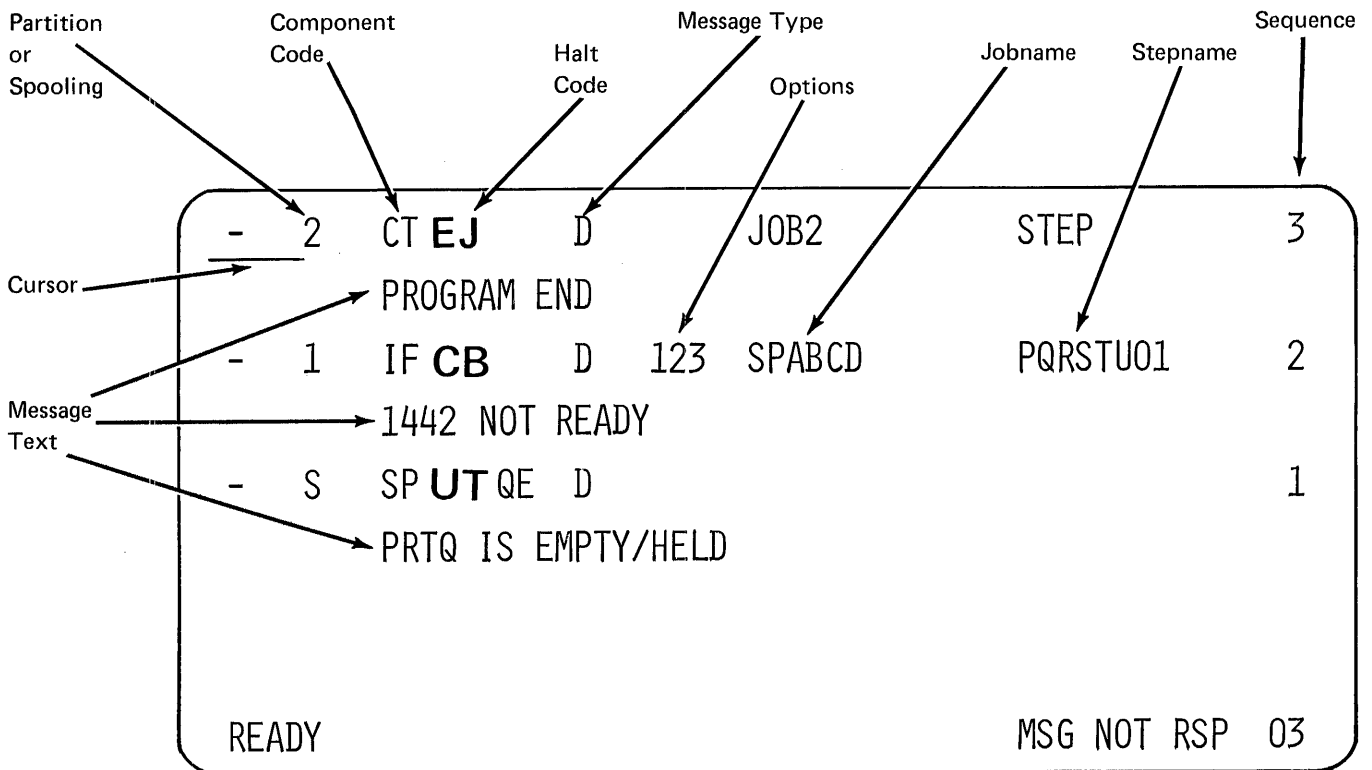 Partition
or
Spooling
Component
Code
Halt
Code
Message Type
Options
Jobname
Stepname
Sequence
- 2 CT EJ D JOB2 STEP 3
Cursor
PROGRAM END
- 1 IF CB D 123 SPABCD PQRSTU01 2
Message
Text
1442 NOT READY
- S SP UT QE D 1
PRTQ IS EMPTY/HELD
READY MSG NOT RSP 03